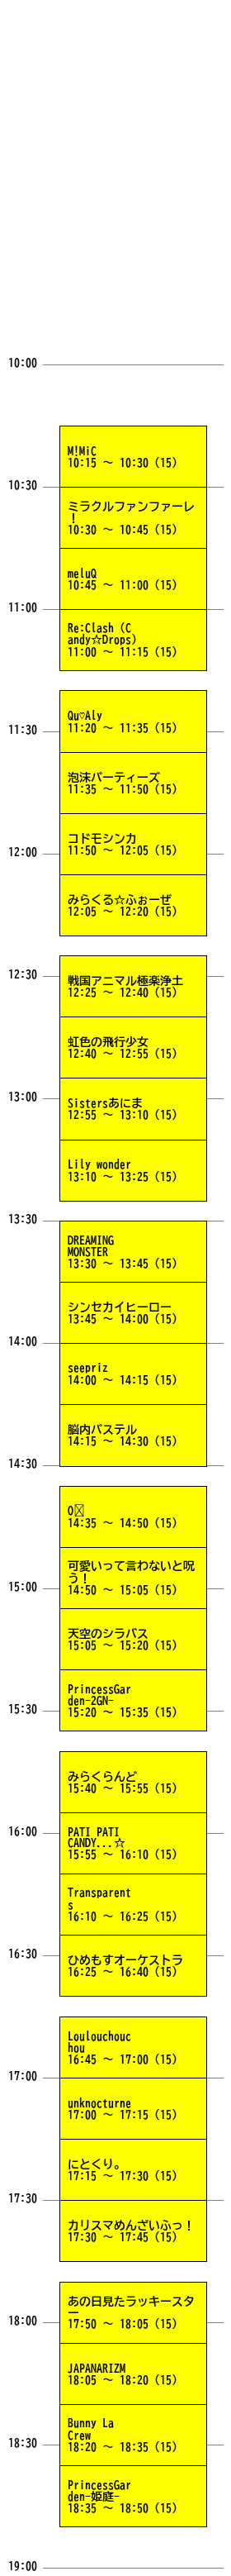 10:00
M!MiC
10:15 〜 10:30 (15)
10:30
ミラクルファンファーレ
!
10:30 〜 10:45 (15)
meluQ
10:45 〜 11:00 (15)
11:00
Re:Clash (C
andy☆Drops)
11:00 〜 11:15 (15)
Qu♡Aly
11:20 〜 11:35 (15)
11:30
泡沫パーティーズ
11:35 〜 11:50 (15)
コドモシンカ
11:50 〜 12:05 (15)
12:00
みらくる☆ふぉーぜ
12:05 〜 12:20 (15)
12:30
戦国アニマル極楽浄土
12:25 〜 12:40 (15)
虹色の飛行少女
12:40 〜 12:55 (15)
13:00
Sistersあにま
12:55 〜 13:10 (15)
Lily wonder
13:10 〜 13:25 (15)
13:30
DREAMING
MONSTER
13:30 〜 13:45 (15)
シンセカイヒーロー
13:45 〜 14:00 (15)
14:00
seepriz
14:00 〜 14:15 (15)
脳内パステル
14:15 〜 14:30 (15)
14:30
O
14:35 〜 14:50 (15)
可愛いって言わないと呪
う!
14:50 〜 15:05 (15)
15:00
天空のシラバス
15:05 〜 15:20 (15)
PrincessGar
den-2GN-
15:20 〜 15:35 (15)
15:30
みらくらんど
15:40 〜 15:55 (15)
16:00
PATI PATI
CANDY...☆
15:55 〜 16:10 (15)
Transparent
s
16:10 〜 16:25 (15)
16:30
ひめもすオーケストラ
16:25 〜 16:40 (15)
Loulouchouc
hou
16:45 〜 17:00 (15)
17:00
unknocturne
17:00 〜 17:15 (15)
にとくり。
17:15 〜 17:30 (15)
17:30
カリスマめんざいふっ!
17:30 〜 17:45 (15)
あの日見たラッキースタ
ー
17:50 〜 18:05 (15)
18:00
JAPANARIZM
18:05 〜 18:20 (15)
Bunny La
Crew
18:20 〜 18:35 (15)
18:30
PrincessGar
den-姫庭-
18:35 〜 18:50 (15)
19:00